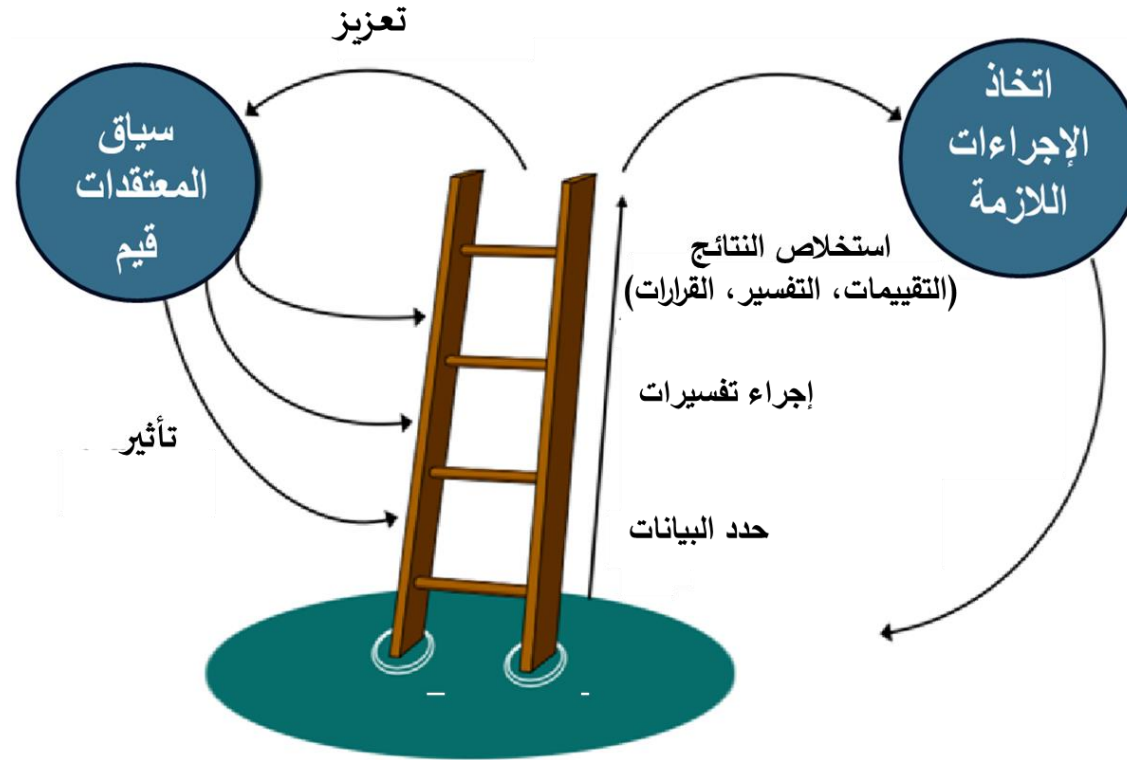 تعزيز
اتخاذ
الإجراءات
اللازمة
سياق
المعتقدات
قيم
استخلاص النتائج
(التقييمات، التفسير، القرارات)
إجراء تفسيرات
تأثير
حدد البيانات